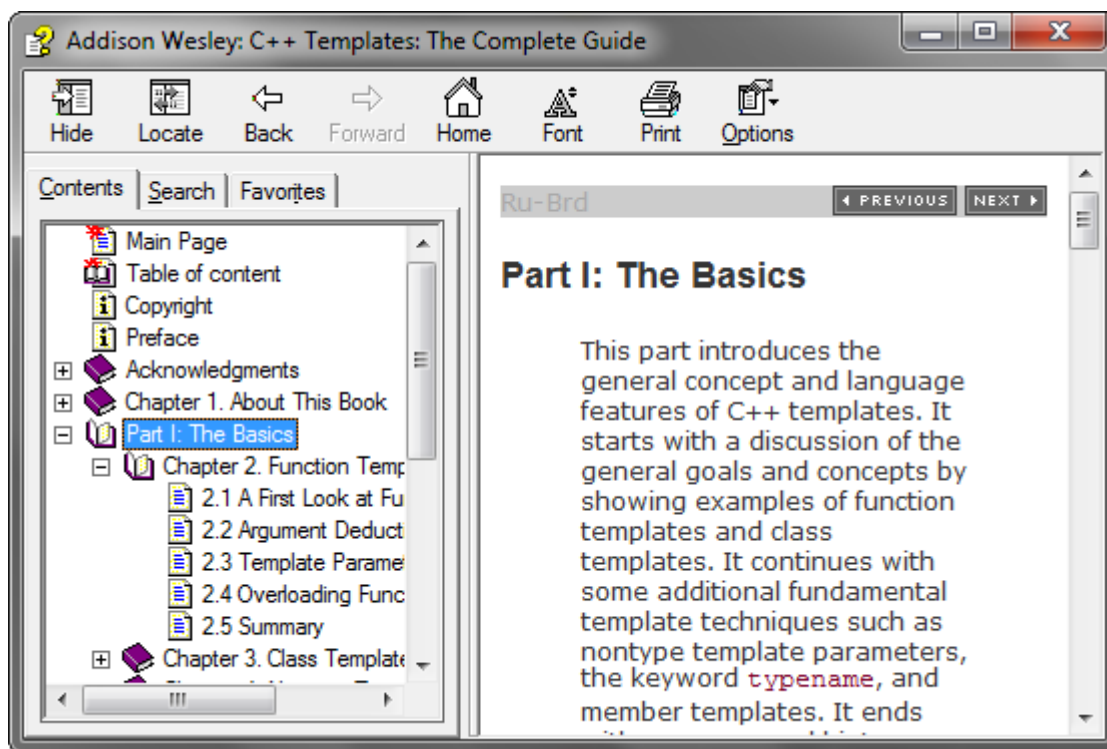 Addison Wesley: C++ Templates: The Complete Guide
Hide Locate Back Forward Home Font Print Options
Contents Search Favorites
Main Page
Table of content
Copyright
Preface
Acknowledgments
Chapter 1. About This Book
Part I: The Basics
Chapter 2. Function Temp
2.1 A First Look at Fu
2.2 Argument Deduct
2.3 Template Parame
2.4 Overloading Func
2.5 Summary
Chapter 3. Class Template
Ru-Brd
PREVIOUS NEXT
Part I: The Basics
This part introduces the
general concept and language
features of C++ templates. It
starts with a discussion of the
general goals and concepts by
showing examples of function
templates and class
templates. It continues with
some additional fundamental
template techniques such as
nontype template parameters,
the keyword typename, and
member templates. It ends